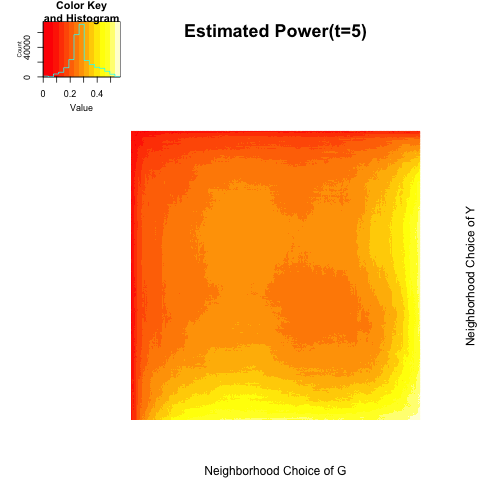 Color Key
and Histogram
Estimated Power(t=5)
Count
0 40000
0 0.2 0.4
Value
Neighborhood Choice of Y
Neighborhood Choice of G